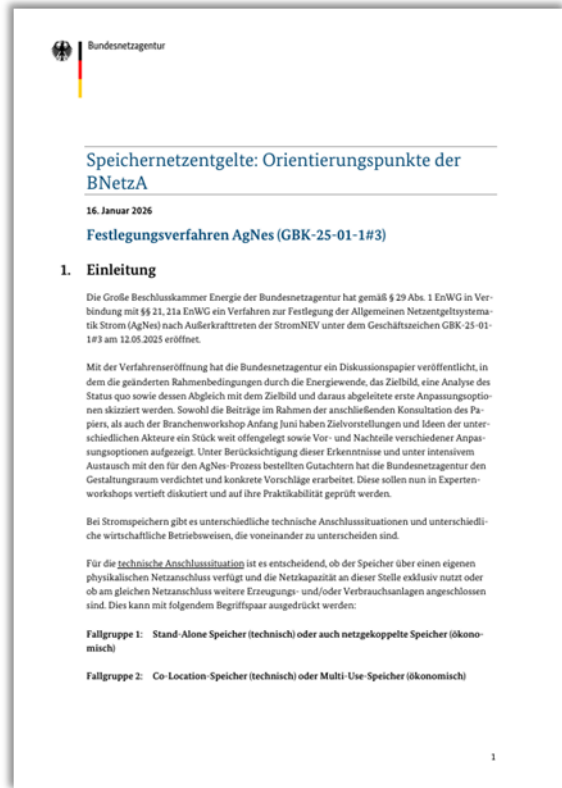 Bundesnetzagentur
Speichernetzentgelte: Orientierungspunkte der
BNetzA
16. Januar 2026
Festlegungsverfahren AgNes (GBK-25-01-1#3)
1. Einleitung
Die Große Beschlusskammer Energie der Bundesnetzagentur hat gemäß § 29 Abs. 1 EnWG in Ver-
bindung mit §§ 21, 21a EnWG ein Verfahren zur Festlegung der Allgemeinen Netzentgeltsystema-
tik Strom (AgNes) nach Außerkrafttreten der StromNEV unter dem Geschäftszeichen GBK-25-01-
1#3 am 12.05.2025 eröffnet.
Mit der Verfahrenseröffnung hat die Bundesnetzagentur ein Diskussionspapier veröffentlicht, in
dem die geänderten Rahmenbedingungen durch die Energiewende, das Zielbild, eine Analyse des
Status quo sowie dessen Abgleich mit dem Zielbild und daraus abgeleitete erste Anpassungsoptio-
nen skizziert werden. Sowohl die Beiträge im Rahmen der anschließenden Konsultation des Pa-
piers, als auch der Branchenworkshop Anfang Juni haben Zielvorstellungen und Ideen der unter-
schiedlichen Akteure ein Stück weit offengelegt sowie Vor- und Nachteile verschiedener Anpas-
sungsoptionen aufgezeigt. Unter Berücksichtigung dieser Erkenntnisse und unter intensivem
Austausch mit den für den AgNes-Prozess bestellten Gutachtern hat die Bundesnetzagentur den
Gestaltungsraum verdichtet und konkrete Vorschläge erarbeitet. Diese sollen nun in Experten-
workshops vertieft diskutiert und auf ihre Praktikabilität geprüft werden.
Bei Stromspeichern gibt es unterschiedliche technische Anschlusssituationen und unterschiedli-
che wirtschaftliche Betriebsweisen, die voneinander zu unterscheiden sind.
Für die technische Anschlusssituation ist es entscheidend, ob der Speicher über einen eigenen
physikalischen Netzanschluss verfügt und die Netzkapazität an dieser Stelle exklusiv nutzt oder
ob am gleichen Netzanschluss weitere Erzeugungs- und/oder Verbrauchsanlagen angeschlossen
sind. Dies kann mit folgendem Begriffspaar ausgedrückt werden:
Fallgruppe 1: Stand-Alone Speicher (technisch) oder auch netzgekoppelte Speicher (ökono-
misch)
Fallgruppe 2: Co-Location-Speicher (technisch) oder Multi-Use-Speicher (ökonomisch)
1